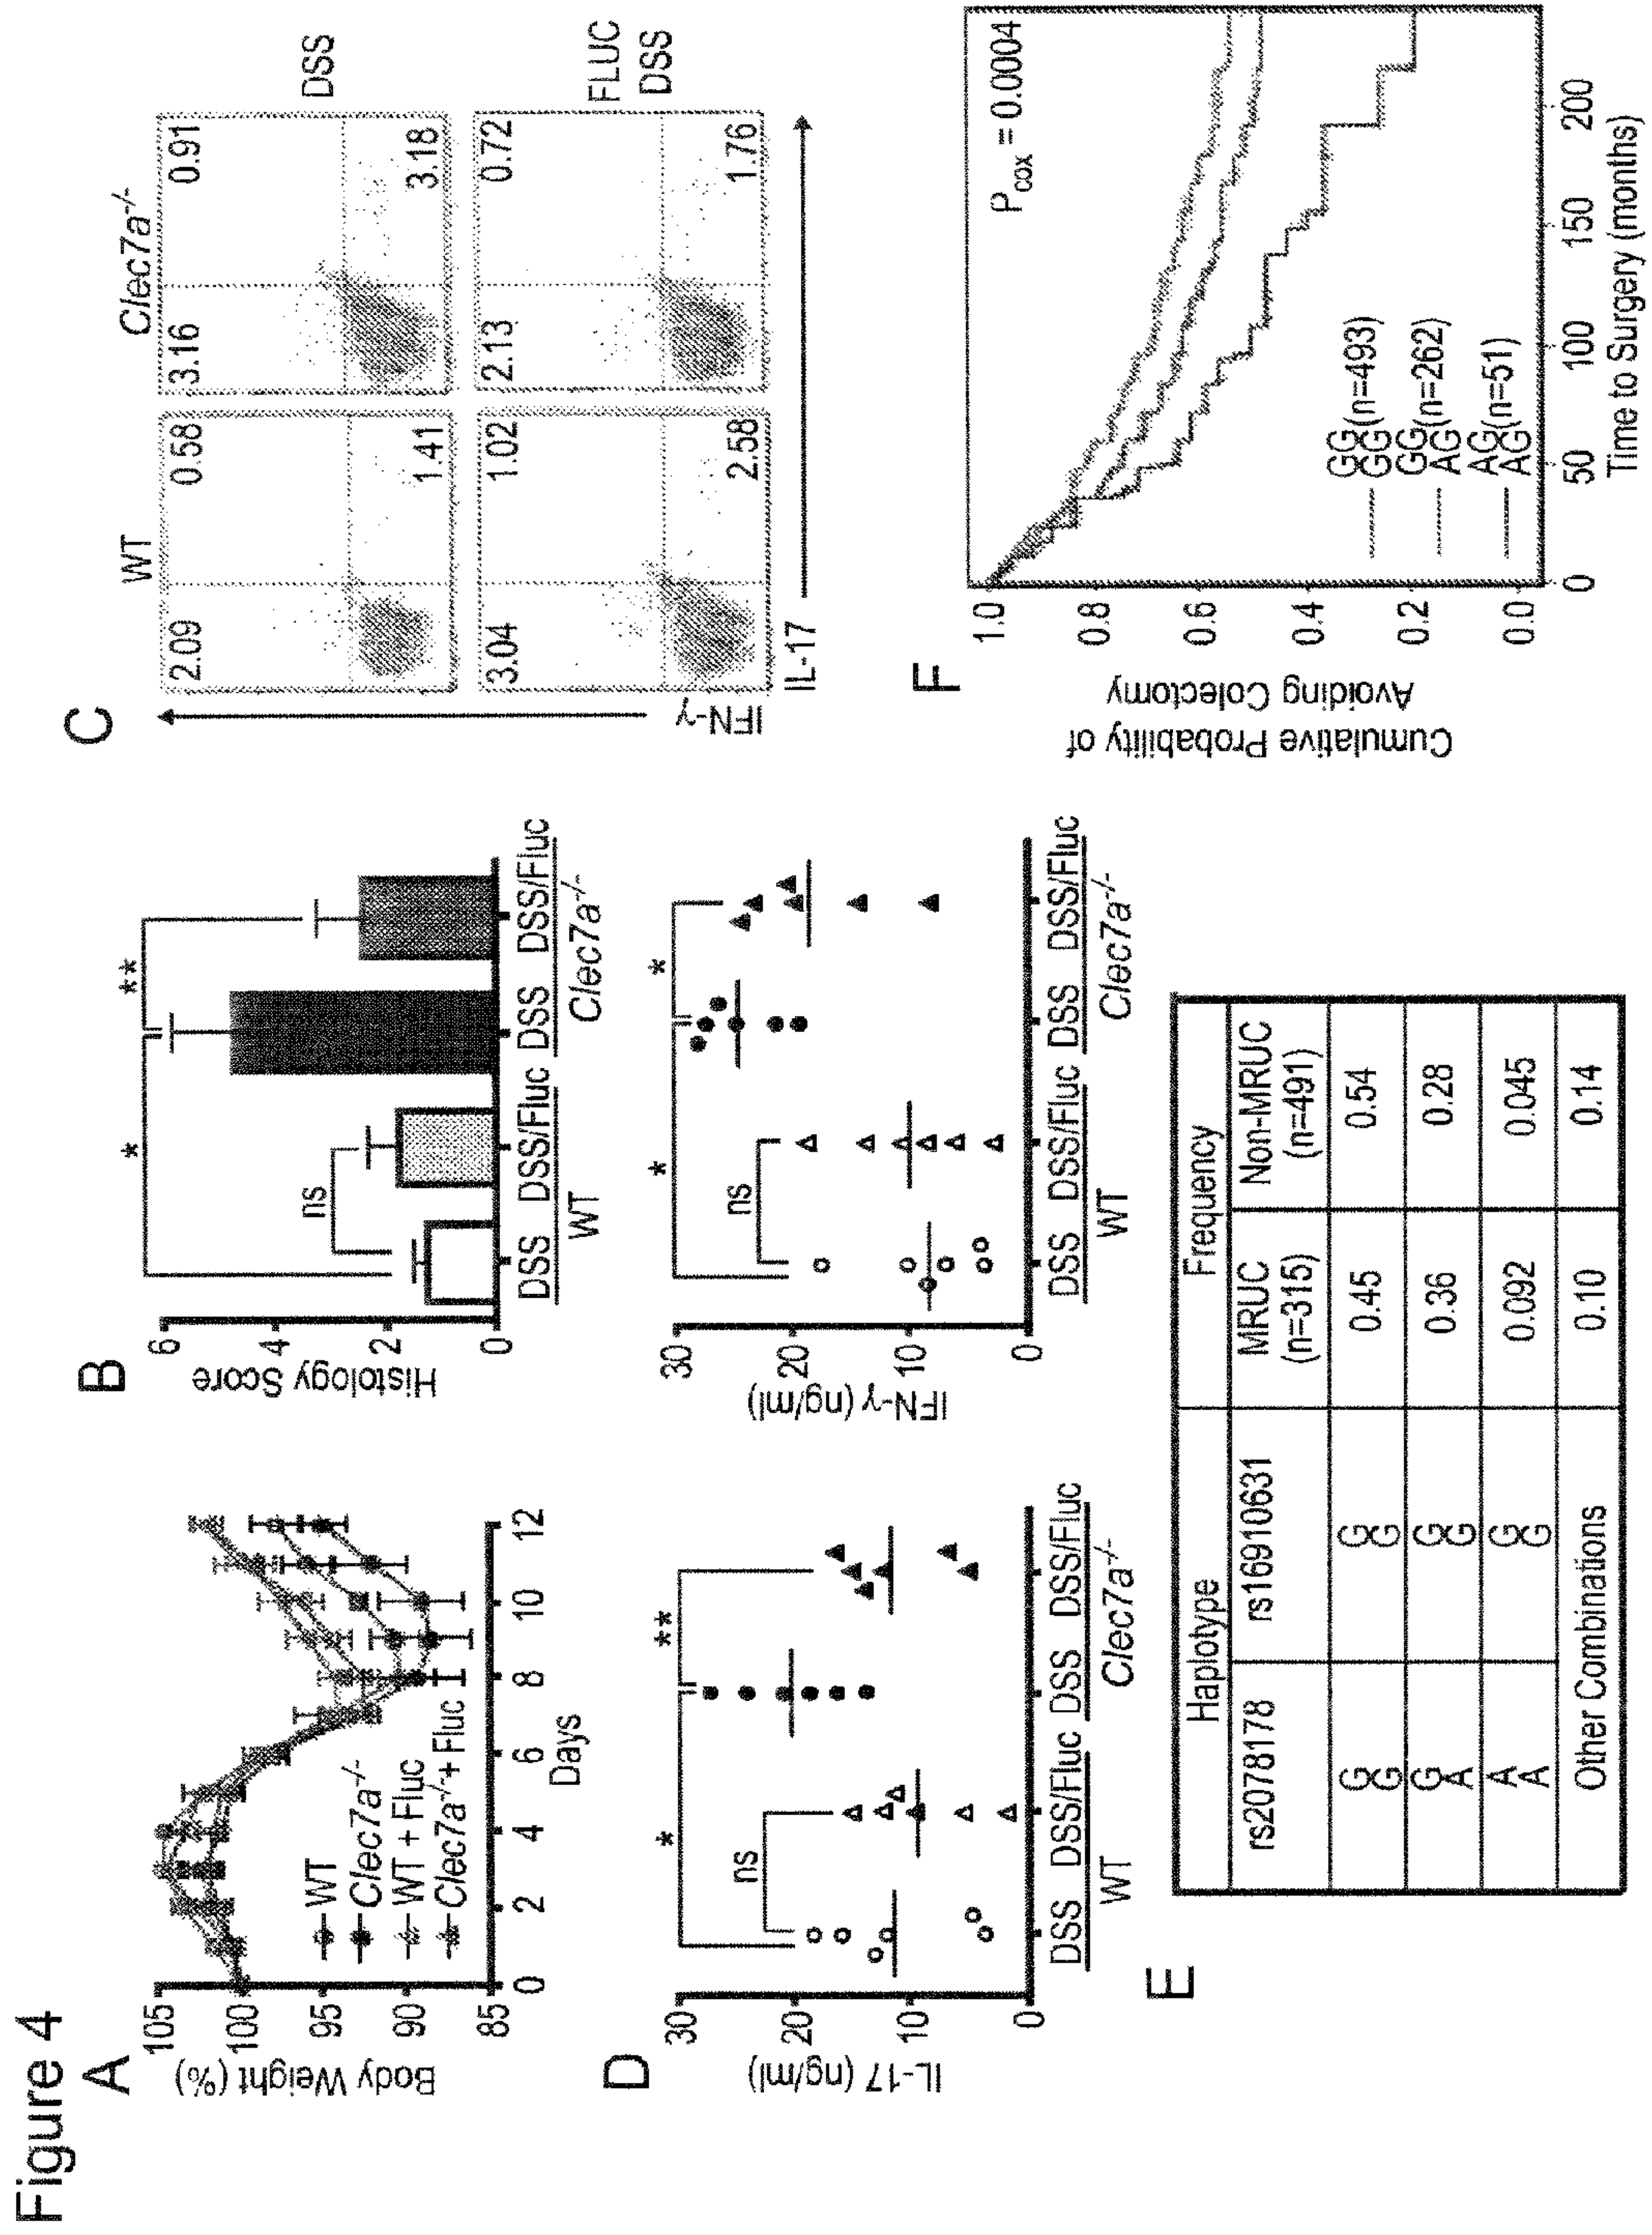 Figure 4
A
Body Weight (%)
105
100
95
90
85
WT
Clec7a-/-
WT + Fluc
Clec7a-/- + Fluc
0 2 4 6 8 10 12
Days
B
Histology Score
6
4
2
0
*
**
ns
DSS DSS/Fluc DSS DSS/Fluc
WT Clec7a-/-
C
WT Clec7a-/-
2.09 0.58 3.16 0.91
1.41 3.18
DSS
3.04 1.02 2.13 0.72
2.58 1.76
FLUC
DSS
IFN-γ
IL-17
D
IL-17 (ng/ml)
30
20
10
0
*
**
ns
DSS DSS/Fluc DSS DSS/Fluc
WT Clec7a-/-
IFN-γ (ng/ml)
30
20
10
0
*
*
ns
DSS DSS/Fluc DSS DSS/Fluc
WT Clec7a-/-
E
Haplotype Frequency
rs2078178 rs16910631 MRUC (n=315) Non-MRUC (n=491)
G G G G 0.45 0.54
G A G G 0.36 0.28
A A G G 0.092 0.045
Other Combinations 0.10 0.14
F
Cumulative Probability of
Avoiding Colectomy
1.0
0.8
0.6
0.4
0.2
0.0
Pcox = 0.0004
GG
GG(n=493)
GG
AG(n=262)
AG
AG(n=51)
0 50 100 150 200
Time to Surgery (months)